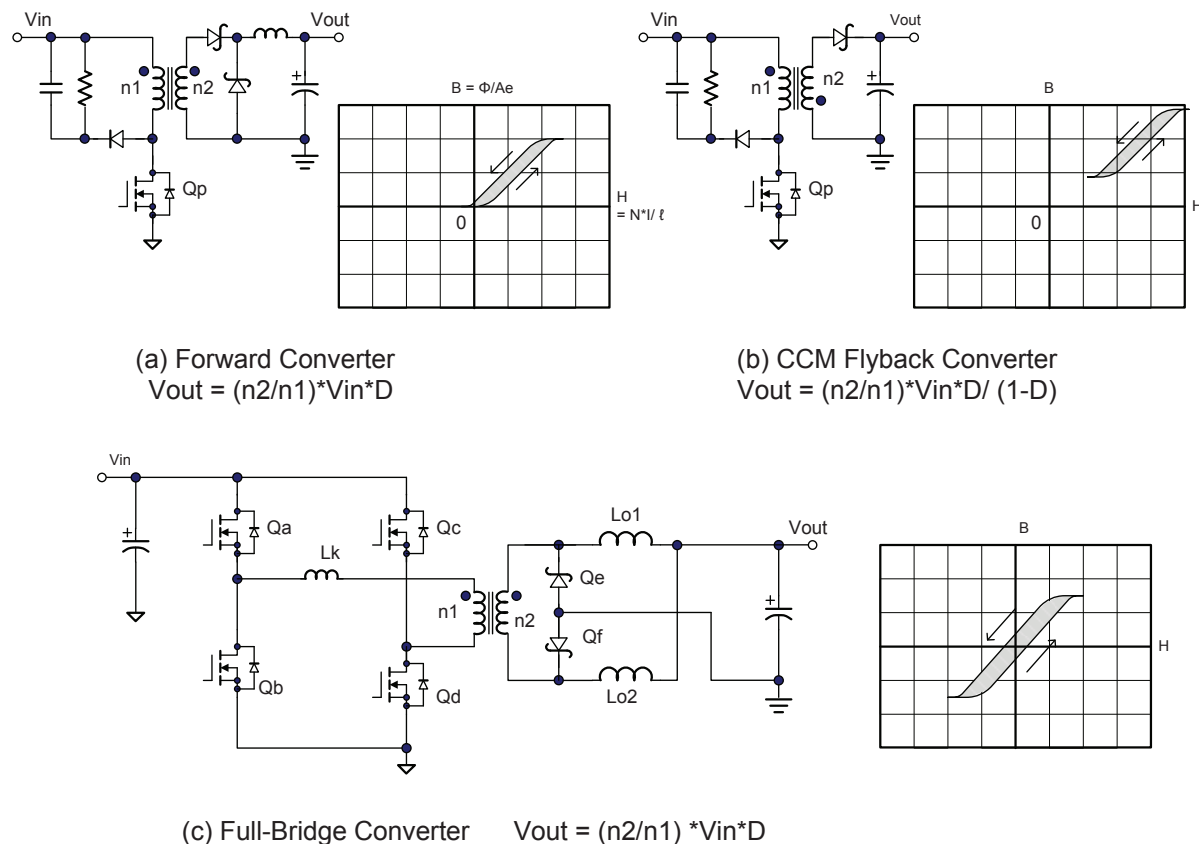 Vin
Vout
n1
n2
+
Qp
B = Φ/Ae
H
= N*I/ ℓ
0
(a) Forward Converter
Vout = (n2/n1)*Vin*D
Vin
Vout
n1
n2
+
Qp
B
H
0
(b) CCM Flyback Converter
Vout = (n2/n1)*Vin*D/ (1-D)
Vin
+
Qa
Qc
Lk
Qb
Qd
n1
n2
Lo1
Qe
Qf
Lo2
Vout
+
B
H
(c) Full-Bridge Converter Vout = (n2/n1) *Vin*D